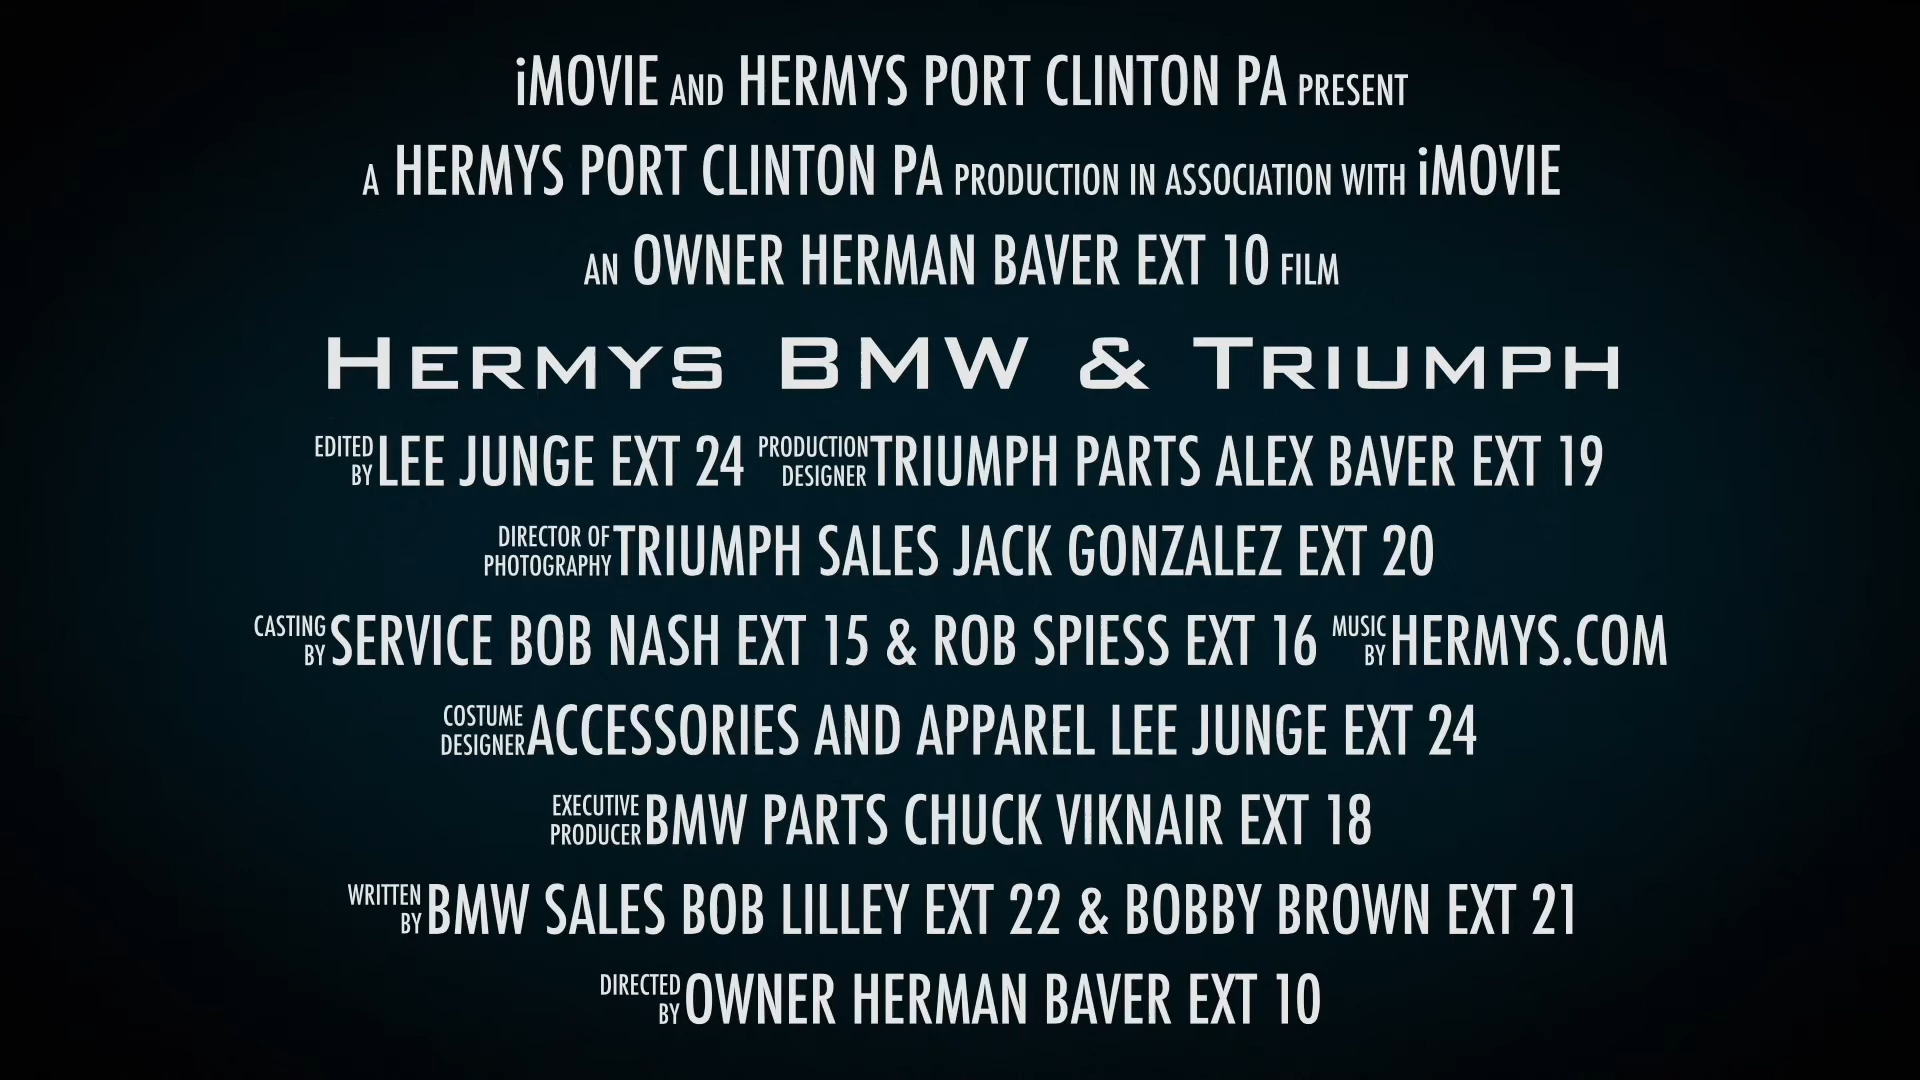 iMOVIE AND HERMYS PORT CLINTON PA PRESENT
A HERMYS PORT CLINTON PA PRODUCTION IN ASSOCIATION WITH iMOVIE
AN OWNER HERMAN BAVER EXT 10 FILM
HERMYS BMW & TRIUMPH
EDITED BY LEE JUNGE EXT 24 PRODUCTION DESIGNER TRIUMPH PARTS ALEX BAVER EXT 19
DIRECTOR OF PHOTOGRAPHY TRIUMPH SALES JACK GONZALEZ EXT 20
CASTING BY SERVICE BOB NASH EXT 15 & ROB SPIESS EXT 16 MUSIC BY HERMYS.COM
COSTUME DESIGNER ACCESSORIES AND APPAREL LEE JUNGE EXT 24
EXECUTIVE PRODUCER BMW PARTS CHUCK VIKNAIR EXT 18
WRITTEN BY BMW SALES BOB LILLEY EXT 22 & BOBBY BROWN EXT 21
DIRECTED BY OWNER HERMAN BAVER EXT 10